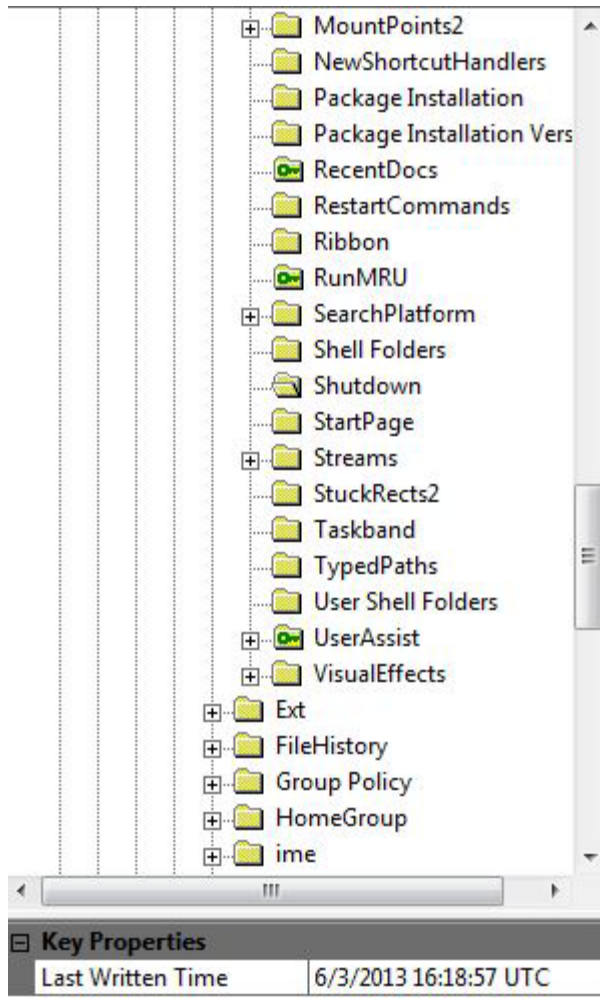 MountPoints2
NewShortcutHandlers
Package Installation
Package Installation Vers
RecentDocs
RestartCommands
Ribbon
RunMRU
SearchPlatform
Shell Folders
Shutdown
StartPage
Streams
StuckRects2
Taskband
TypedPaths
User Shell Folders
UserAssist
VisualEffects
Ext
FileHistory
Group Policy
HomeGroup
ime
Key Properties
Last Written Time 6/3/2013 16:18:57 UTC